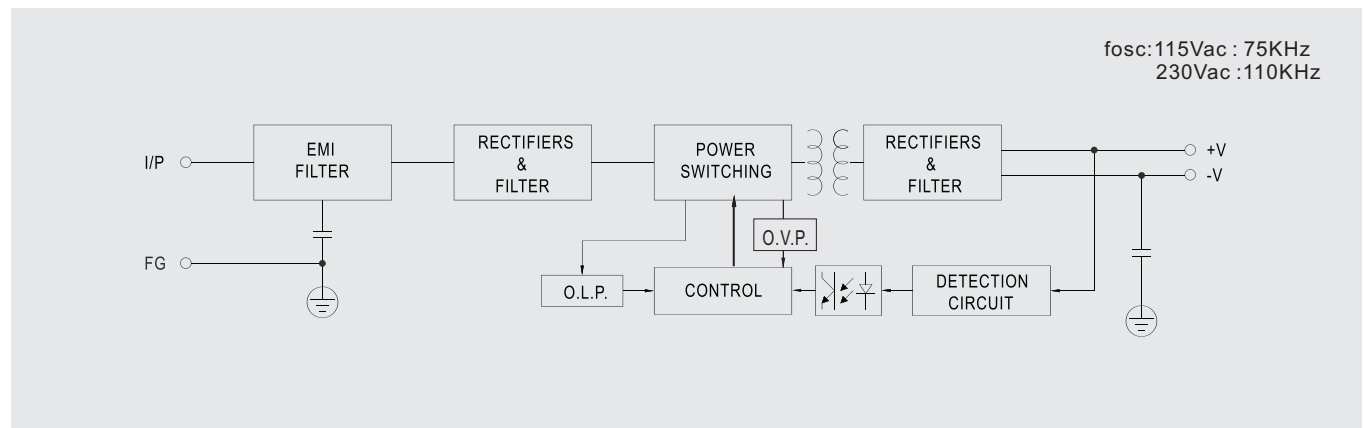 fosc:115Vac : 75KHz
230Vac :110KHz
I/P
EMI
FILTER
RECTIFIERS
&
FILTER
POWER
SWITCHING
RECTIFIERS
&
FILTER
+V
-V
O.V.P.
FG
O.L.P.
CONTROL
DETECTION
CIRCUIT